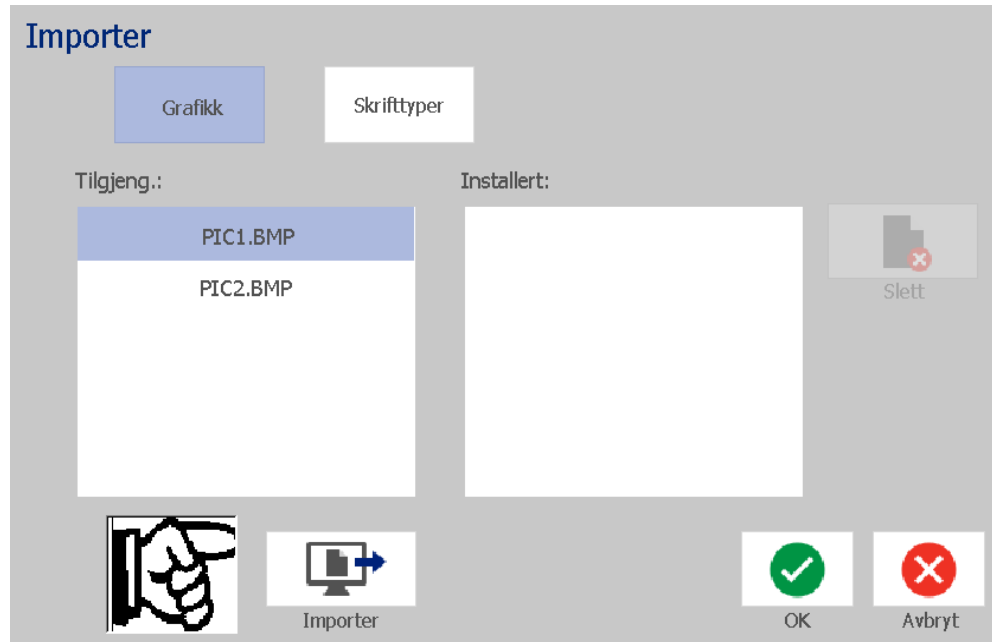 Importer
Grafikk
Skrifttyper
Tilgjeng.:
Installert:
PIC1.BMP
PIC2.BMP
Slett
Importer
OK
Avbryt